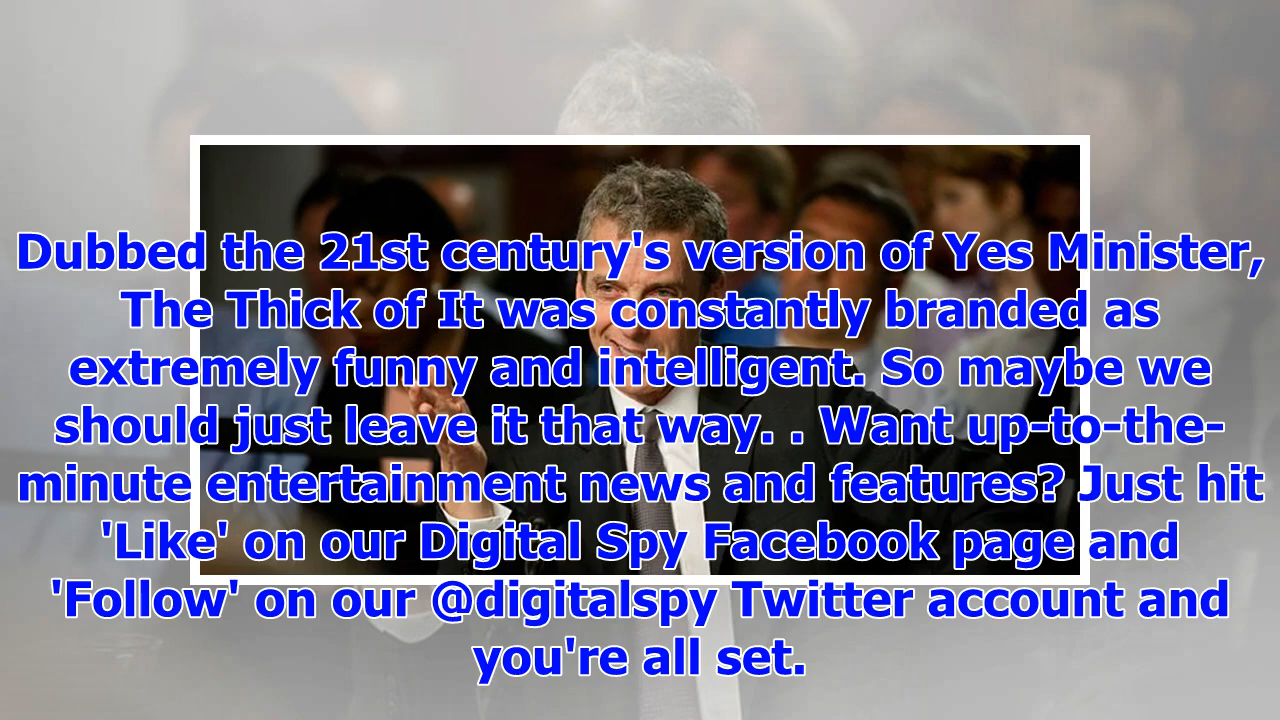 Dubbed the 21st century's version of Yes Minister,
The Thick of It was constantly branded as
extremely funny and intelligent. So maybe we
should just leave it that way. . Want up-to-the-
minute entertainment news and features? Just hit
'Like' on our Digital Spy Facebook page and
'Follow' on our @digitalspy Twitter account and
you're all set.